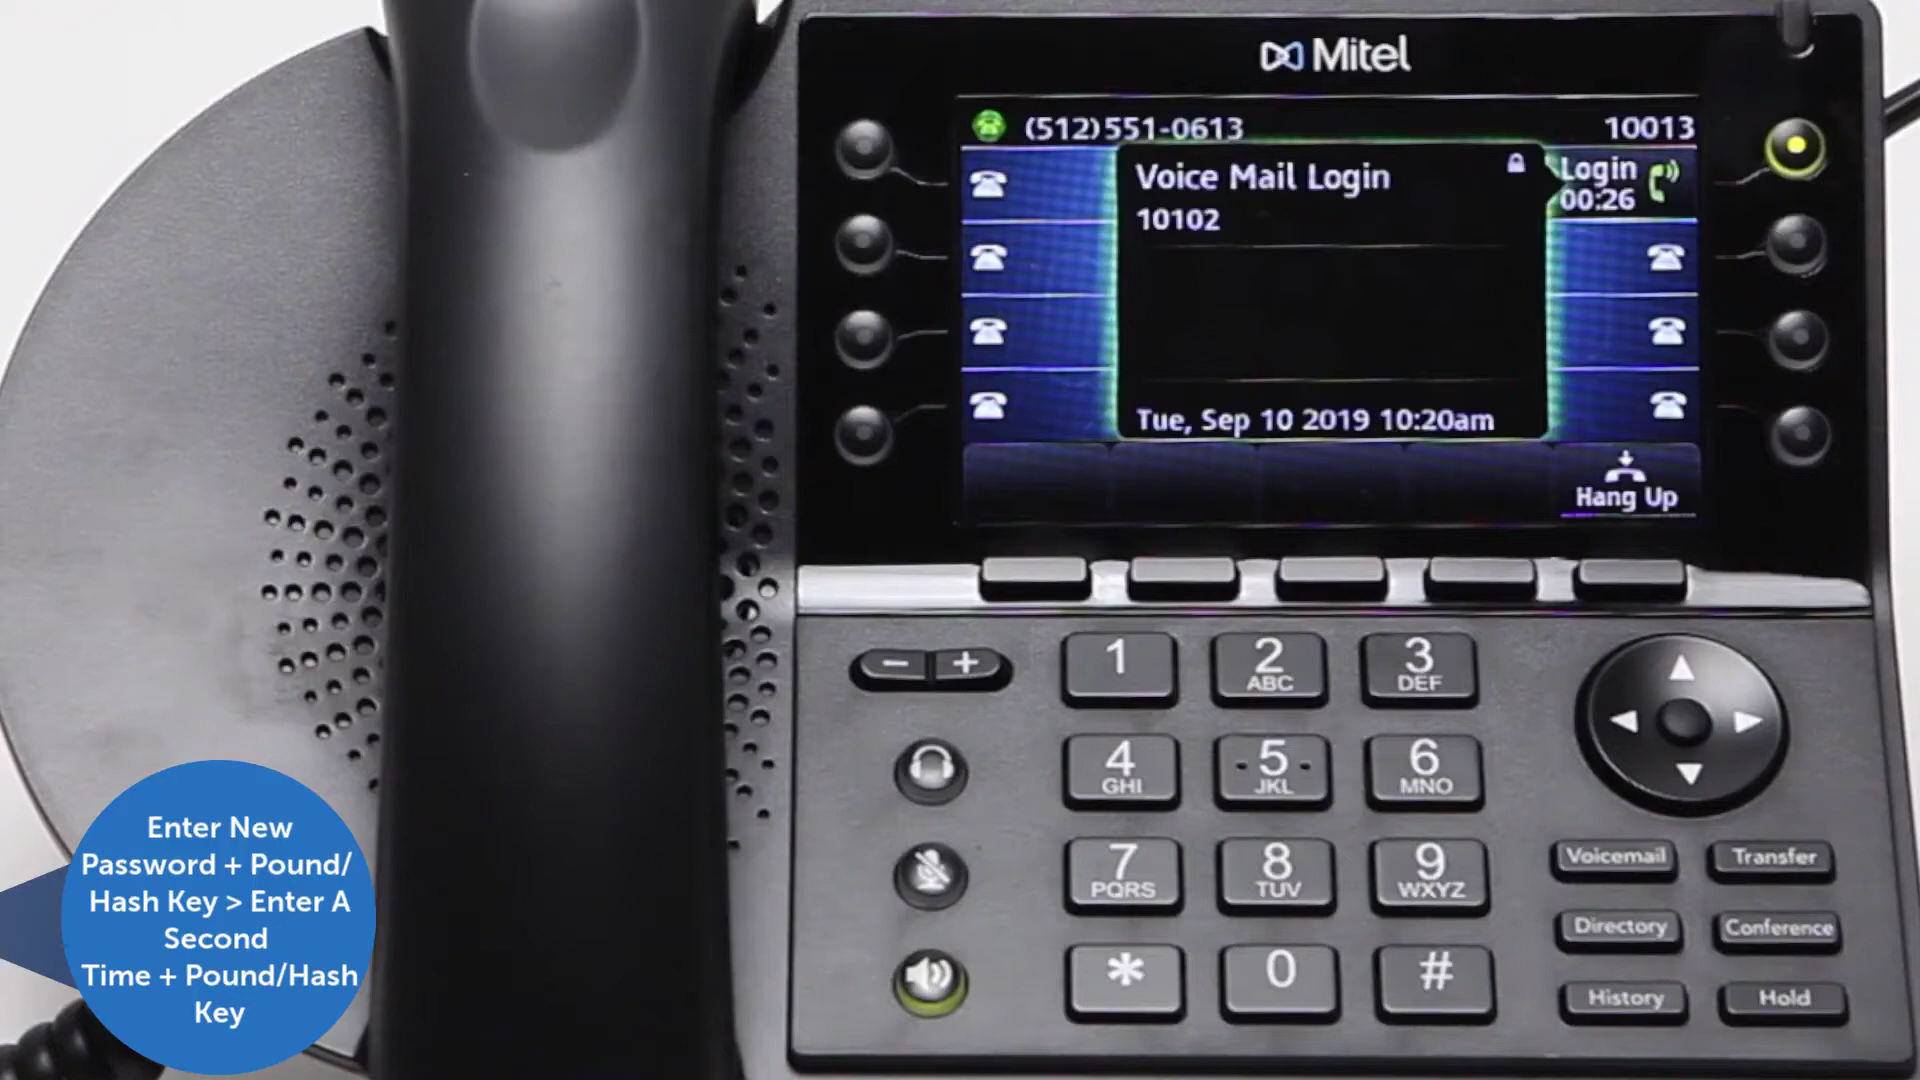 Mitel
(512)551-0613 10013
Voice Mail Login
10102
Login
00:26
Tue, Sep 10 2019 10:20am
Hang Up
− +
1
2
ABC
3
DEF
4
GHI
5
JKL
6
MNO
7
PQRS
8
TUV
9
WXYZ
*
0
#
Voicemail
Transfer
Directory
Conference
History
Hold
Enter New
Password + Pound/
Hash Key > Enter A
Second
Time + Pound/Hash
Key